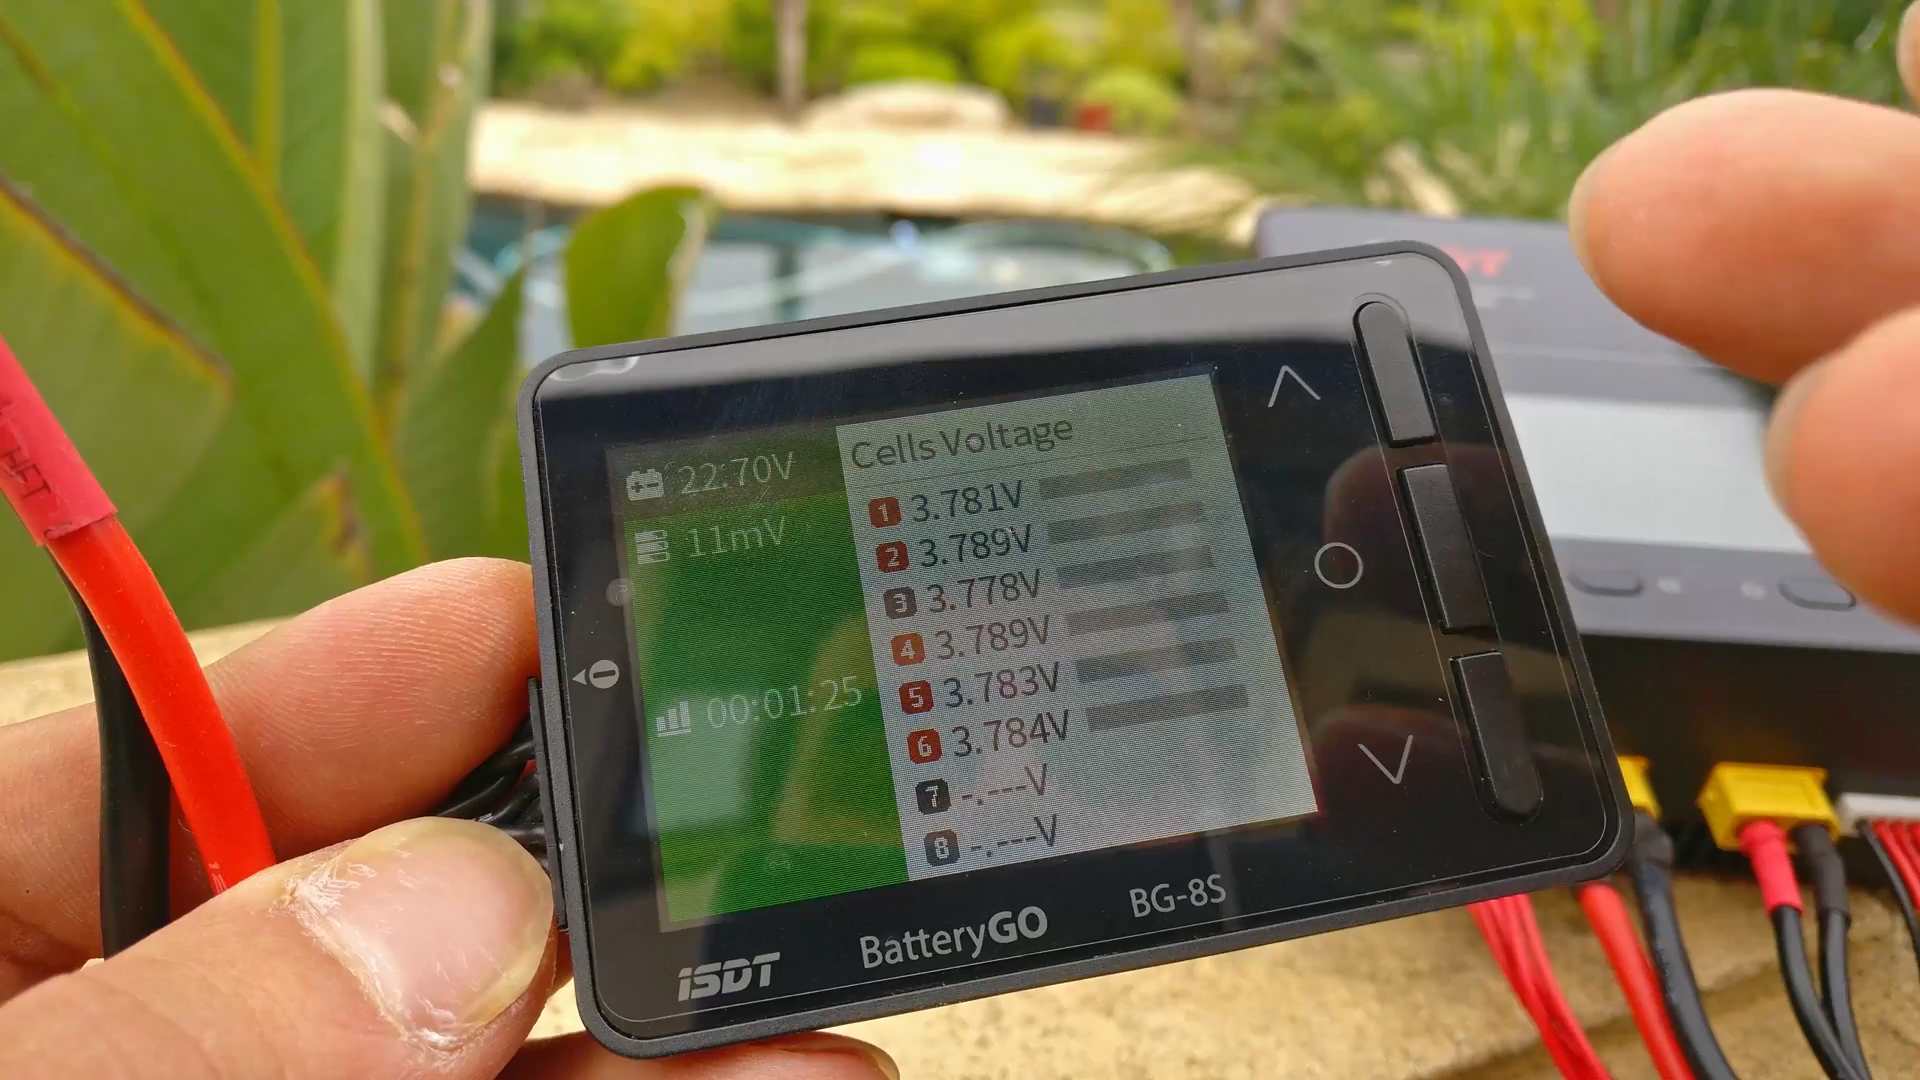 22.70V
11mV
00:01:25
Cells Voltage
1 3.781V
2 3.789V
3 3.778V
4 3.789V
5 3.783V
6 3.784V
7 -.---V
8 -.---V
iSDT
BatteryGO
BG-8S